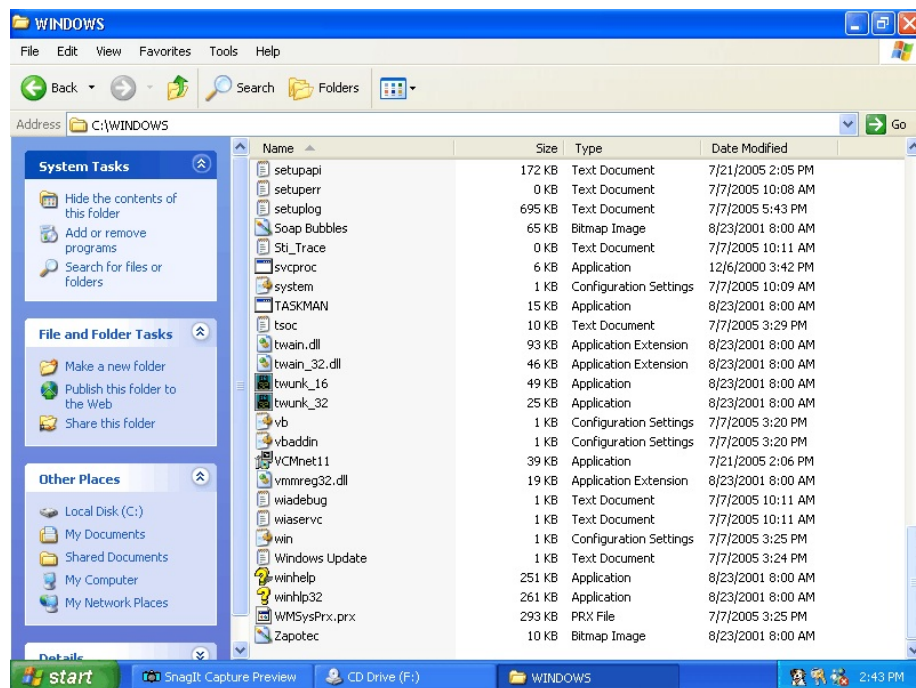 WINDOWS
File Edit View Favorites Tools Help
Back Search Folders
Address C:\WINDOWS Go
System Tasks
Hide the contents of
this folder
Add or remove
programs
Search for files or
folders
File and Folder Tasks
Make a new folder
Publish this folder to
the Web
Share this folder
Other Places
Local Disk (C:)
My Documents
Shared Documents
My Computer
My Network Places
Details
Name Size Type Date Modified
setupapi 172 KB Text Document 7/21/2005 2:05 PM
setuperr 0 KB Text Document 7/7/2005 10:08 AM
setuplog 695 KB Text Document 7/7/2005 5:43 PM
Soap Bubbles 65 KB Bitmap Image 8/23/2001 8:00 AM
Sti_Trace 0 KB Text Document 7/7/2005 10:11 AM
svcproc 6 KB Application 12/6/2000 3:42 PM
system 1 KB Configuration Settings 7/7/2005 10:09 AM
TASKMAN 15 KB Application 8/23/2001 8:00 AM
tsoc 10 KB Text Document 7/7/2005 3:29 PM
twain.dll 93 KB Application Extension 8/23/2001 8:00 AM
twain_32.dll 46 KB Application Extension 8/23/2001 8:00 AM
twunk_16 49 KB Application 8/23/2001 8:00 AM
twunk_32 25 KB Application 8/23/2001 8:00 AM
vb 1 KB Configuration Settings 7/7/2005 3:20 PM
vbaddin 1 KB Configuration Settings 7/7/2005 3:20 PM
VCMnet11 39 KB Application 7/21/2005 2:06 PM
vmmreg32.dll 19 KB Application Extension 8/23/2001 8:00 AM
wiadebug 1 KB Text Document 7/7/2005 10:11 AM
wiaservc 1 KB Text Document 7/7/2005 10:11 AM
win 1 KB Configuration Settings 7/7/2005 3:25 PM
Windows Update 1 KB Text Document 7/7/2005 3:24 PM
winhelp 251 KB Application 8/23/2001 8:00 AM
winhlp32 261 KB Application 8/23/2001 8:00 AM
WMSysPrx.prx 293 KB PRX File 7/7/2005 3:25 PM
Zapotec 10 KB Bitmap Image 8/23/2001 8:00 AM
start SnagIt Capture Preview CD Drive (F:) WINDOWS 2:43 PM